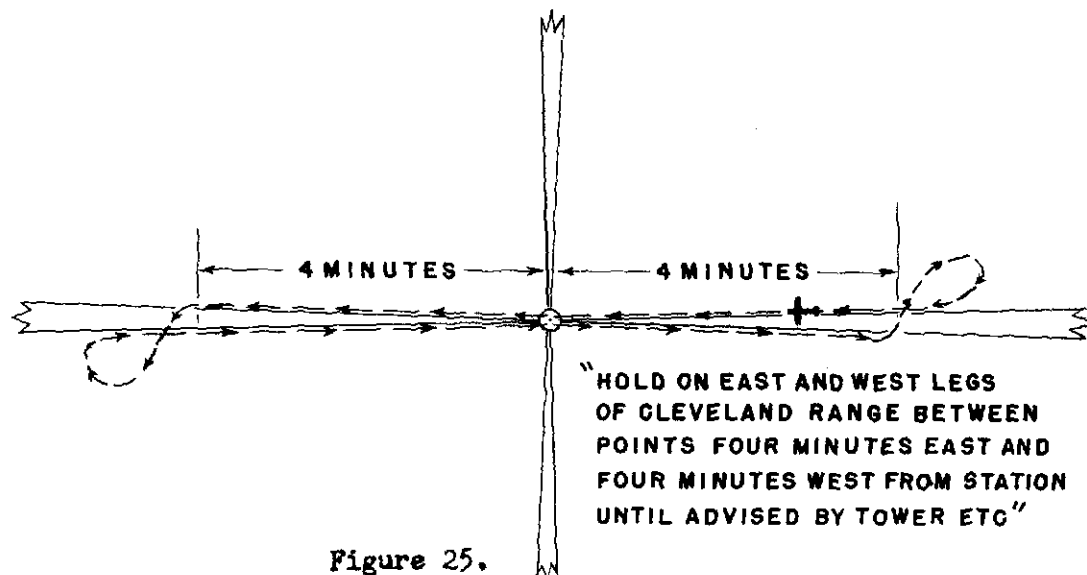 4 MINUTES 4 MINUTES
"HOLD ON EAST AND WEST LEGS
OF CLEVELAND RANGE BETWEEN
POINTS FOUR MINUTES EAST AND
FOUR MINUTES WEST FROM STATION
UNTIL ADVISED BY TOWER ETC"
Figure 25.